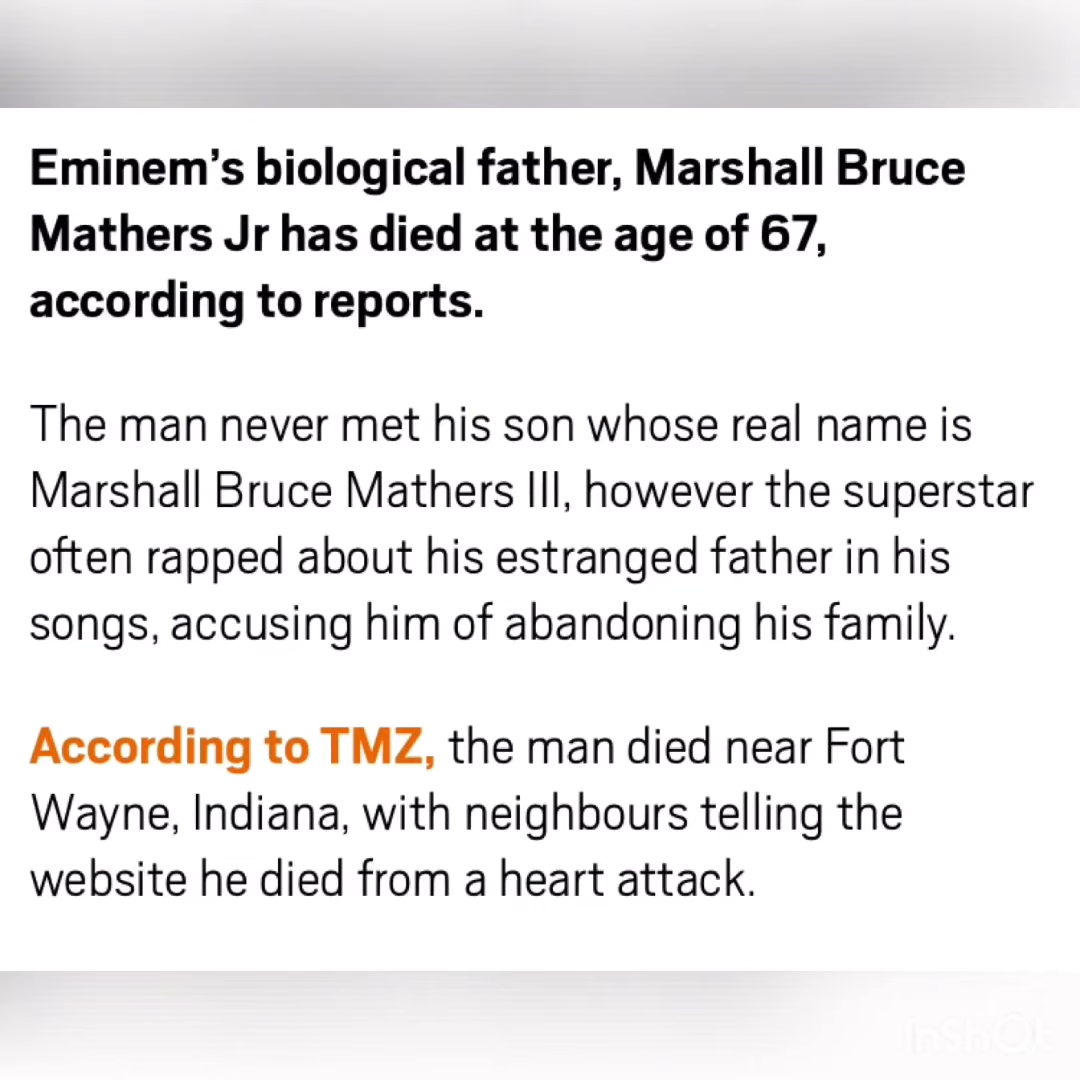 Eminem’s biological father, Marshall Bruce
Mathers Jr has died at the age of 67,
according to reports.
The man never met his son whose real name is
Marshall Bruce Mathers III, however the superstar
often rapped about his estranged father in his
songs, accusing him of abandoning his family.
According to TMZ, the man died near Fort
Wayne, Indiana, with neighbours telling the
website he died from a heart attack.
InShOt